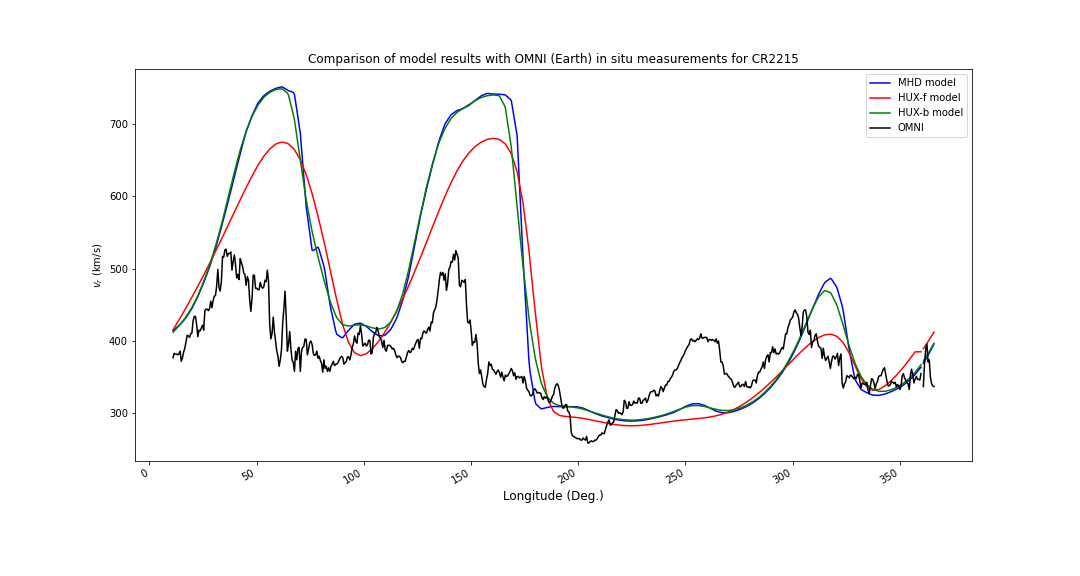 Comparison of model results with OMNI (Earth) in situ measurements for CR2215
MHD model
HUX-f model
HUX-b model
OMNI
700
600
500
400
300
vr (km/s)
0
50
100
150
200
250
300
350
Longitude (Deg.)